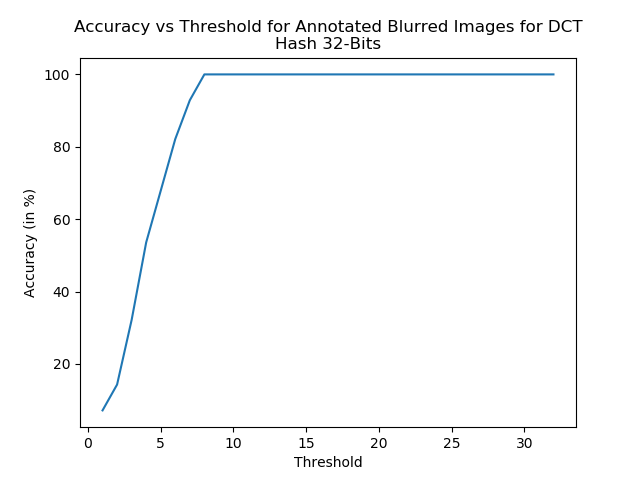 Accuracy vs Threshold for Annotated Blurred Images for DCT
Hash 32-Bits
100
80
60
40
20
Accuracy (in %)
0 5 10 15 20 25 30
Threshold